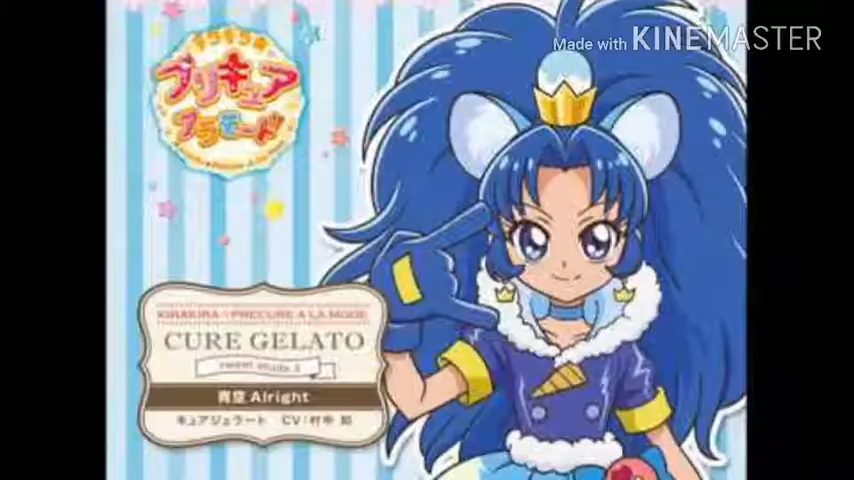 Made with KINEMASTER
キラキラ☆
プリキュア
アラモード
KIRAKIRA☆PRECURE A LA MODE
CURE GELATO
sweet etude 3
青空 Alright
キュアジェラート CV:村中 知